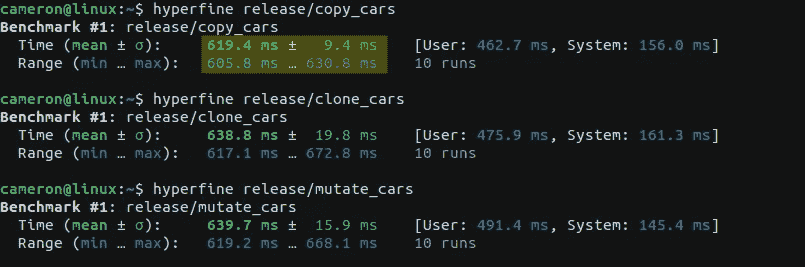 cameron@linux:~$ hyperfine release/copy_cars
Benchmark #1: release/copy_cars
  Time (mean ± σ):     619.4 ms ±   9.4 ms    [User: 462.7 ms, System: 156.0 ms]
  Range (min … max):   605.8 ms … 630.8 ms    10 runs

cameron@linux:~$ hyperfine release/clone_cars
Benchmark #1: release/clone_cars
  Time (mean ± σ):     638.8 ms ±  19.8 ms    [User: 475.9 ms, System: 161.3 ms]
  Range (min … max):   617.1 ms … 672.8 ms    10 runs

cameron@linux:~$ hyperfine release/mutate_cars
Benchmark #1: release/mutate_cars
  Time (mean ± σ):     639.7 ms ±  15.9 ms    [User: 491.4 ms, System: 145.4 ms]
  Range (min … max):   619.2 ms … 668.1 ms    10 runs